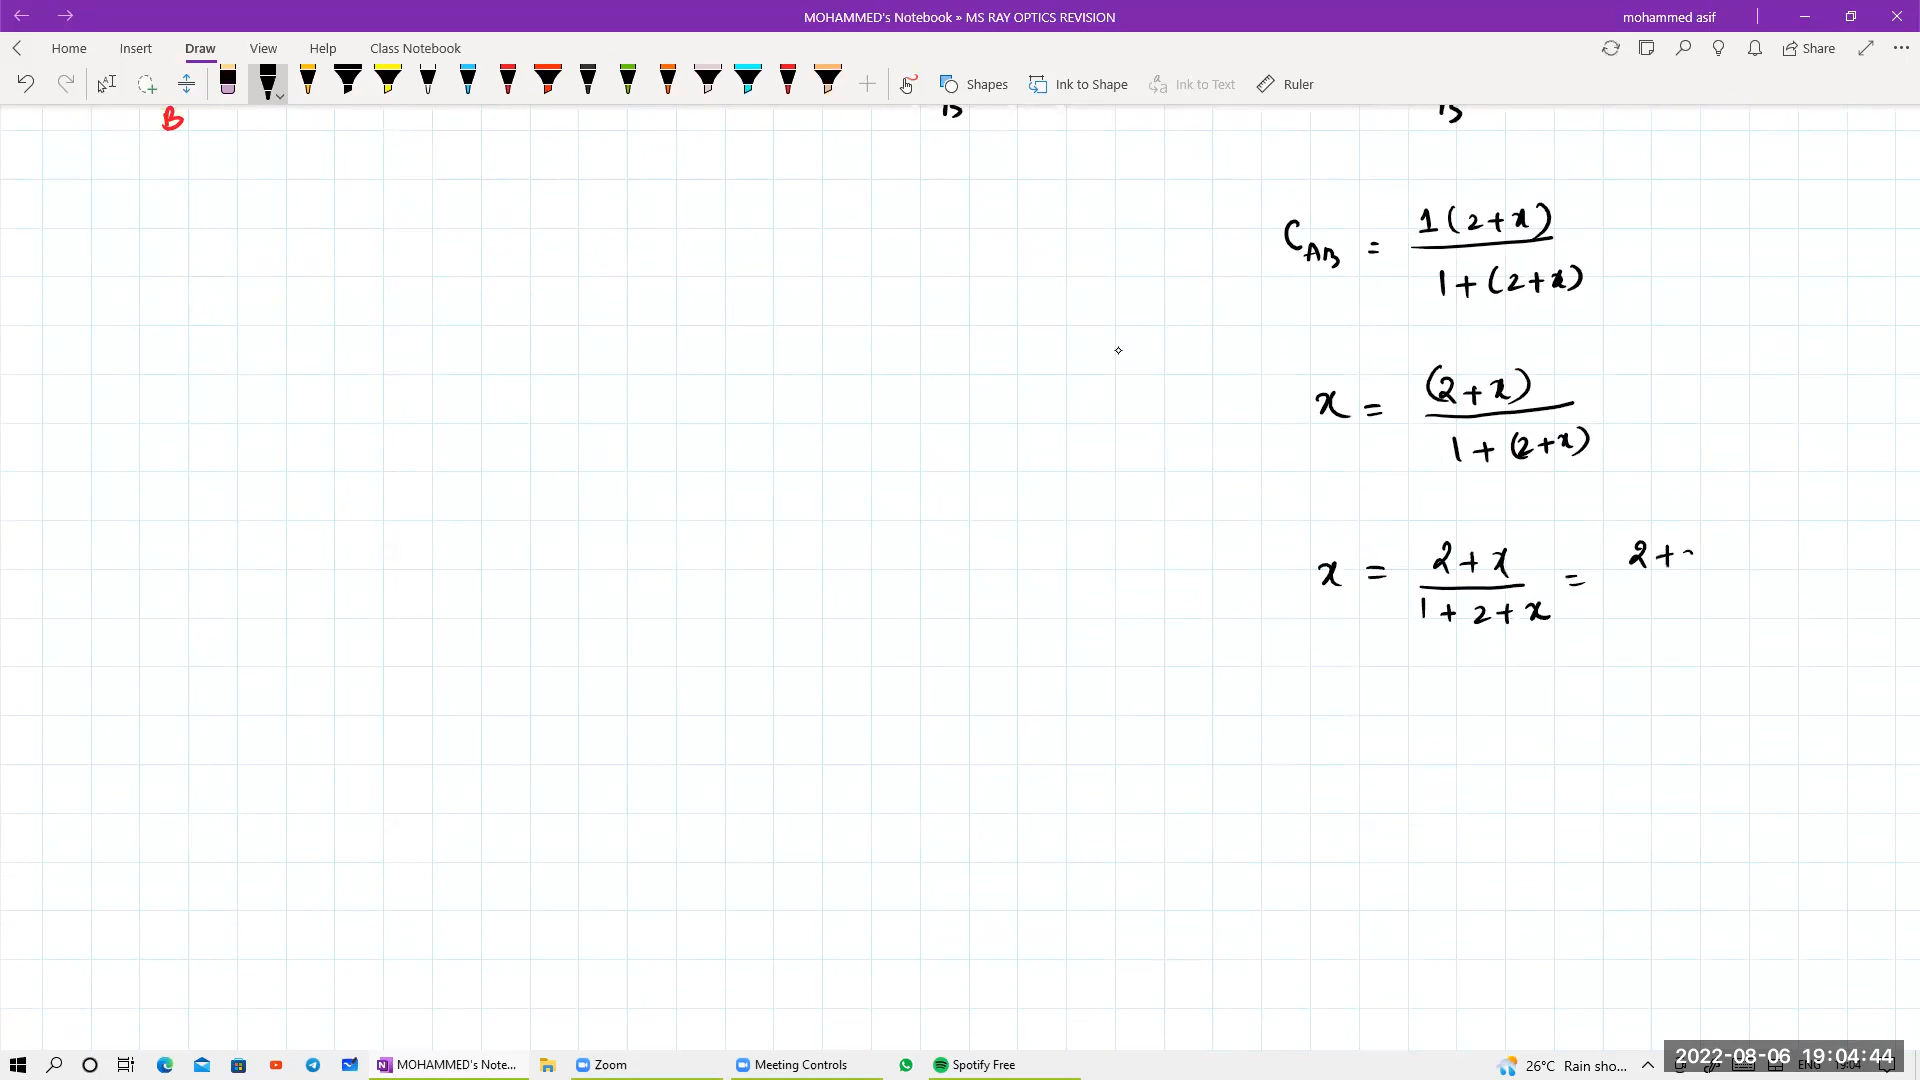 MOHAMMED's Notebook » MS RAY OPTICS REVISION
mohammed asif
Home Insert Draw View Help Class Notebook
Share
Shapes Ink to Shape Ink to Text Ruler
B B B
C_AB = 1(2+x) / 1+(2+x)
x = (2+x) / 1+(2+x)
x = 2+x / 1+2+x = 2+
MOHAMMED's Note... Zoom Meeting Controls Spotify Free
26°C Rain sho...
2022-08-06 19:04:44